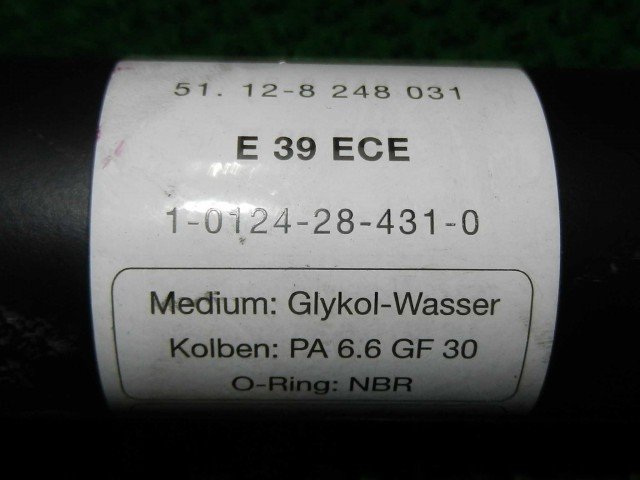 51. 12-8 248 031
E 39 ECE
1-0124-28-431-0
Medium: Glykol-Wasser
Kolben: PA 6.6 GF 30
O-Ring: NBR